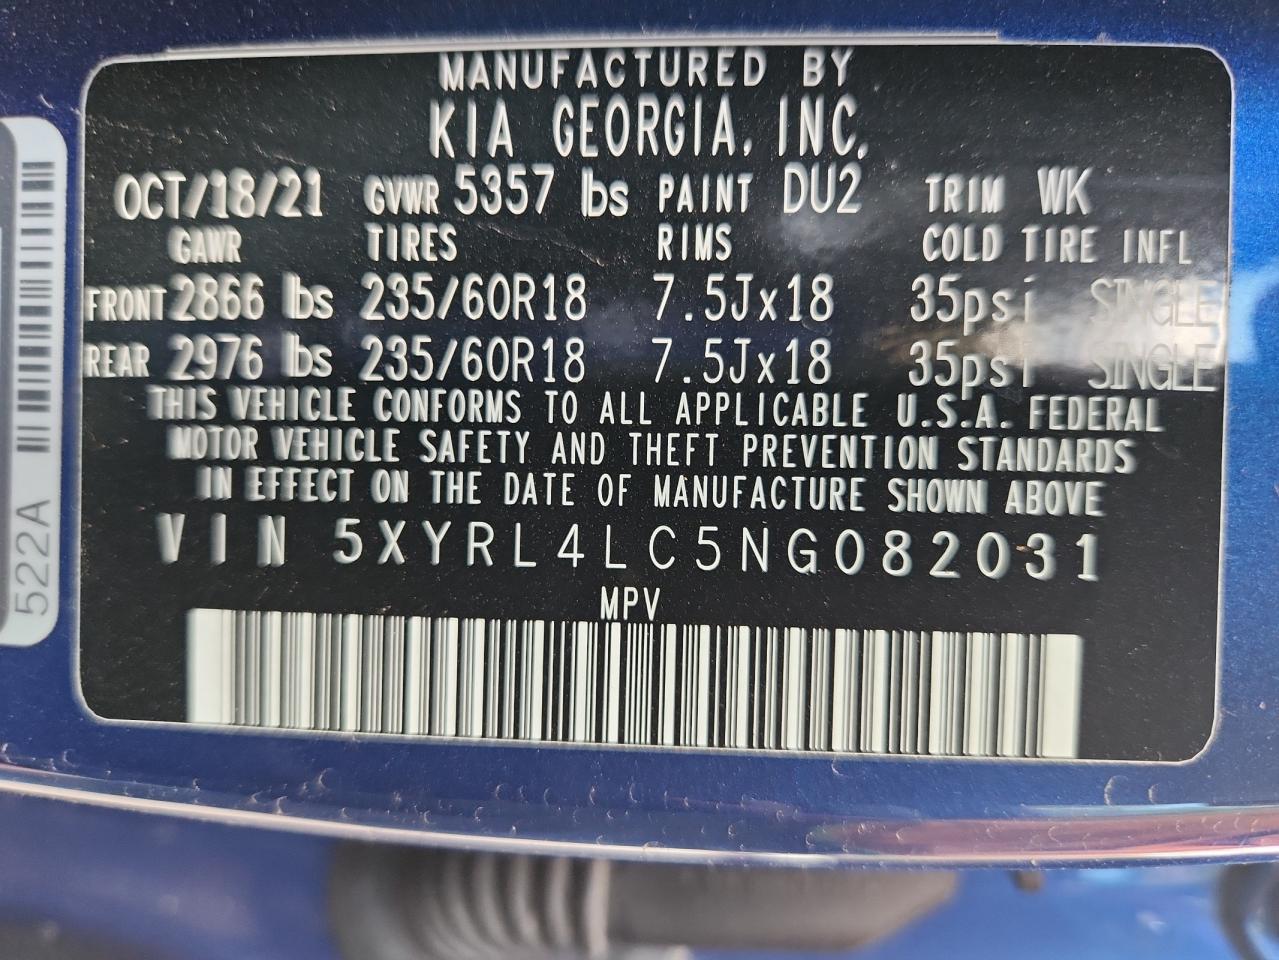 MANUFACTURED BY
KIA GEORGIA, INC.
OCT/18/21 GVWR 5357 lbs PAINT DU2 TRIM WK
GAWR TIRES RIMS COLD TIRE INFL
FRONT 2866 lbs 235/60R18 7.5Jx18 35psi SINGLE
REAR 2976 lbs 235/60R18 7.5Jx18 35psi SINGLE
THIS VEHICLE CONFORMS TO ALL APPLICABLE U.S.A. FEDERAL
MOTOR VEHICLE SAFETY AND THEFT PREVENTION STANDARDS
IN EFFECT ON THE DATE OF MANUFACTURE SHOWN ABOVE
VIN 5XYRL4LC5NG082031
MPV
522A